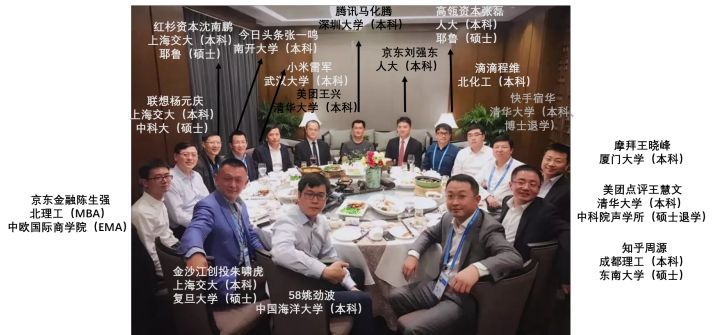 红杉资本沈南鹏
上海交大（本科）
耶鲁（硕士）
今日头条张一鸣
南开大学（本科）
小米雷军
武汉大学（本科）
美团王兴
清华大学（本科）
腾讯马化腾
深圳大学（本科）
京东刘强东
人大（本科）
高瓴资本张磊
人大（本科）
耶鲁（硕士）
滴滴程维
北化工（本科）
快手宿华
清华大学（本科
博士退学）
联想杨元庆
上海交大（本科）
中科大（硕士）
摩拜王晓峰
厦门大学（本科）
京东金融陈生强
北理工（MBA）
中欧国际商学院（EMA）
美团点评王慧文
清华大学（本科）
中科院声学所（硕士退学）
知乎周源
成都理工（本科）
东南大学（硕士）
金沙江创投朱啸虎
上海交大（本科）
复旦大学（硕士）
58姚劲波
中国海洋大学（本科）